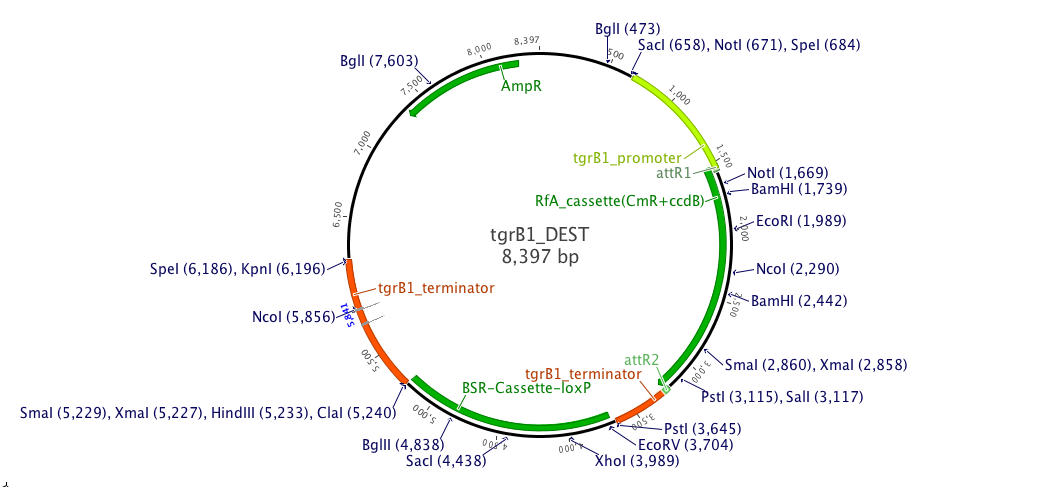 BglI (473)
SacI (658), NotI (671), SpeI (684)
8,397
8,000
500
BglI (7,603)
7,500
AmpR
1,000
7,000
tgrB1_promoter
1,500
attR1
NotI (1,669)
BamHI (1,739)
RfA_cassette(CmR+ccdB)
6,500
2,000
EcoRI (1,989)
tgrB1_DEST
8,397 bp
SpeI (6,186), KpnI (6,196)
NcoI (2,290)
tgrB1_terminator
BamHI (2,442)
2,500
NcoI (5,856)
5,500
attR2
SmaI (2,860), XmaI (2,858)
3,000
tgrB1_terminator
BSR-Cassette-loxP
PstI (3,115), SalI (3,117)
SmaI (5,229), XmaI (5,227), HindIII (5,233), ClaI (5,240)
5,000
3,500
PstI (3,645)
BglII (4,838)
4,500
4,000
EcoRV (3,704)
SacI (4,438)
XhoI (3,989)